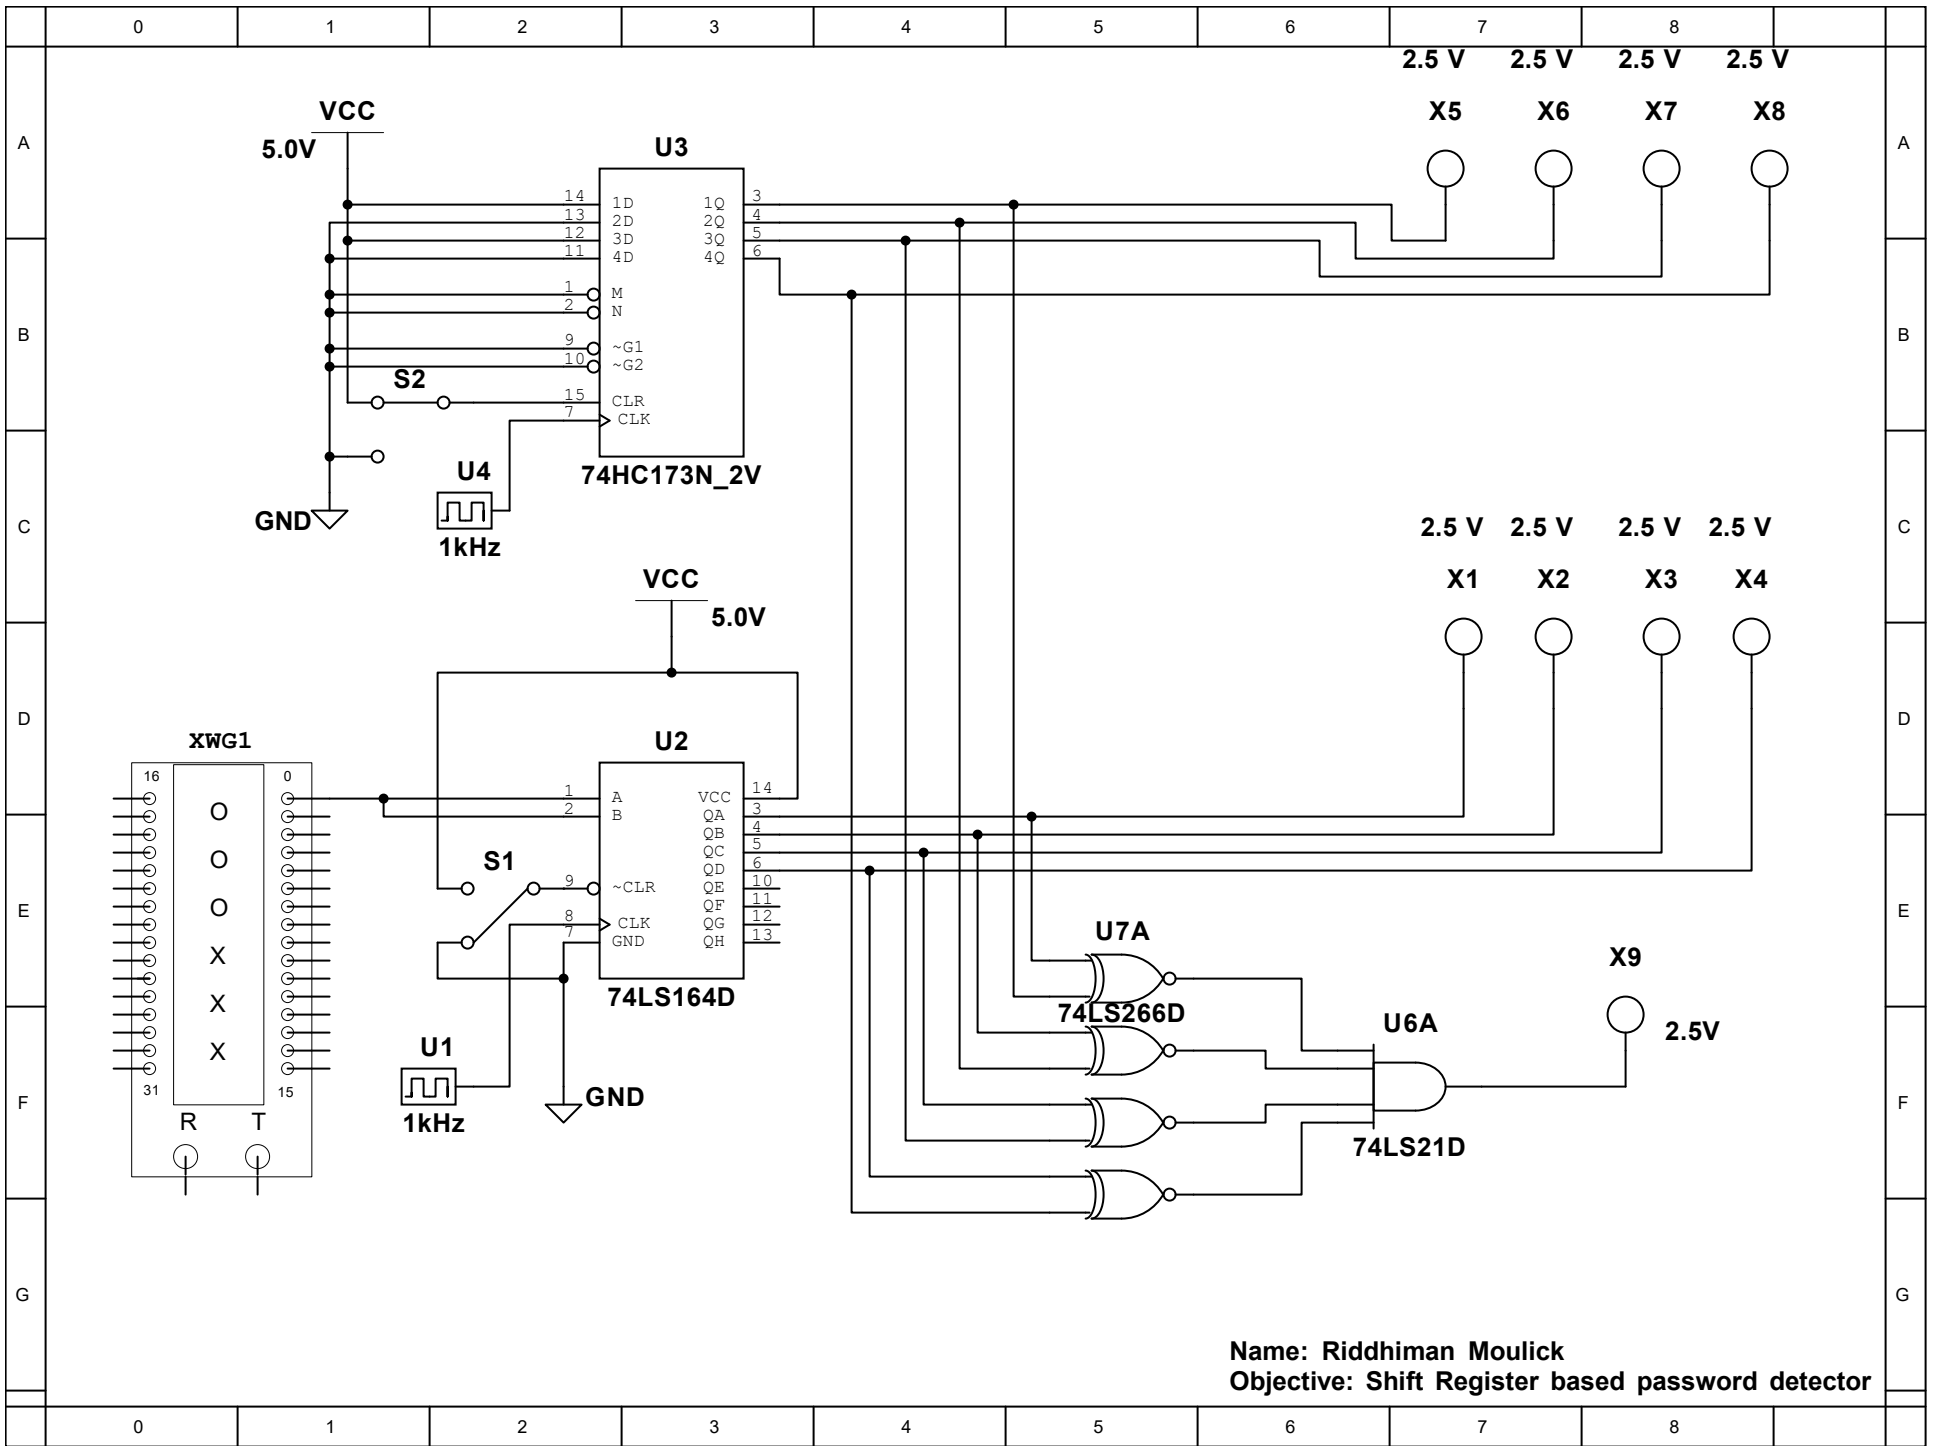 0 1 2 3 4 5 6 7 8
2.5 V 2.5 V 2.5 V 2.5 V
VCC X5 X6 X7 X8
A A
5.0V U3
14 1D 1Q 3
13 2D 2Q 4
12 3D 3Q 5
11 4D 4Q 6
1 M
2 N
B B
9 ~G1
10 ~G2
S2
15 CLR
7 CLK
U4 74HC173N_2V
GND
C 2.5 V 2.5 V 2.5 V 2.5 V C
1kHz
VCC X1 X2 X3 X4
5.0V
D D
XWG1 U2
16 0
1 A VCC 14
2 B QA 3
O
QB 4
QC 5
O S1 QD 6
9 ~CLR QE 10
O QF 11
E E
8 CLK QG 12
7 GND QH 13
U7A
X X9
74LS164D
X 74LS266D U6A
2.5V
X U1
31 15
GND
F F
R T 1kHz
74LS21D
G G
Name: Riddhiman Moulick
Objective: Shift Register based password detector
0 1 2 3 4 5 6 7 8